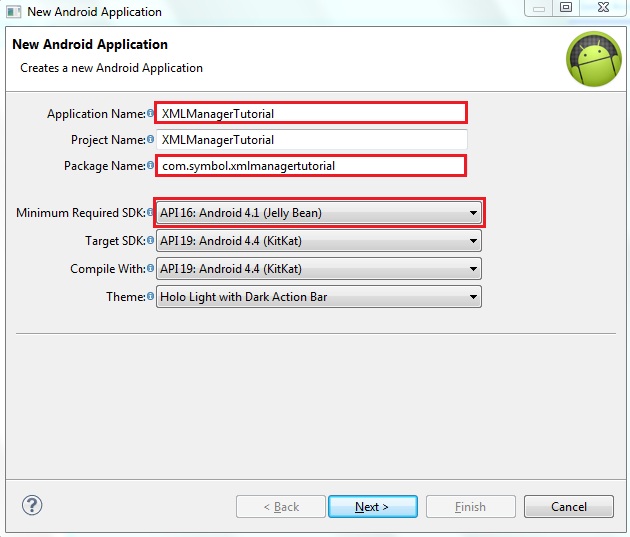 New Android Application
New Android Application
Creates a new Android Application
Application Name: XMLManagerTutorial
Project Name: XMLManagerTutorial
Package Name: com.symbol.xmlmanagertutorial
Minimum Required SDK: API 16: Android 4.1 (Jelly Bean)
Target SDK: API 19: Android 4.4 (KitKat)
Compile With: API 19: Android 4.4 (KitKat)
Theme: Holo Light with Dark Action Bar
? < Back Next > Finish Cancel